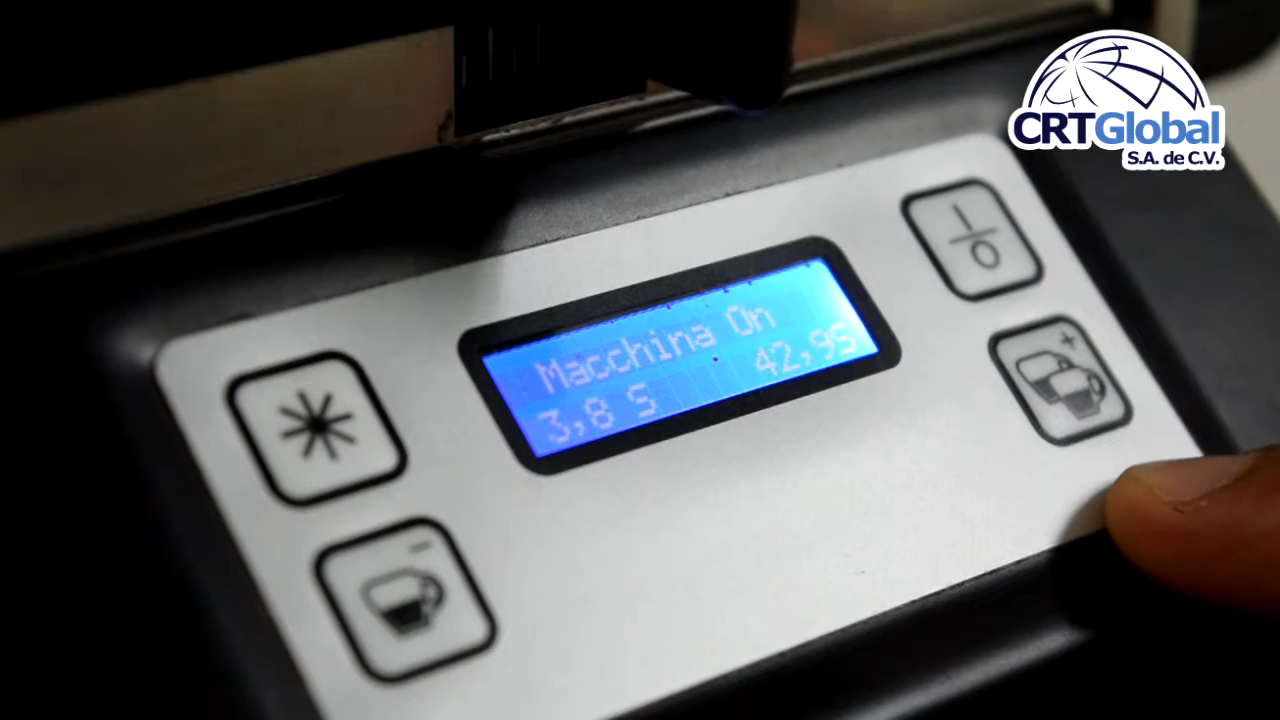 CRTGlobal
S.A. de C.V.
Macchina On
3,8 S 42,95
+
-